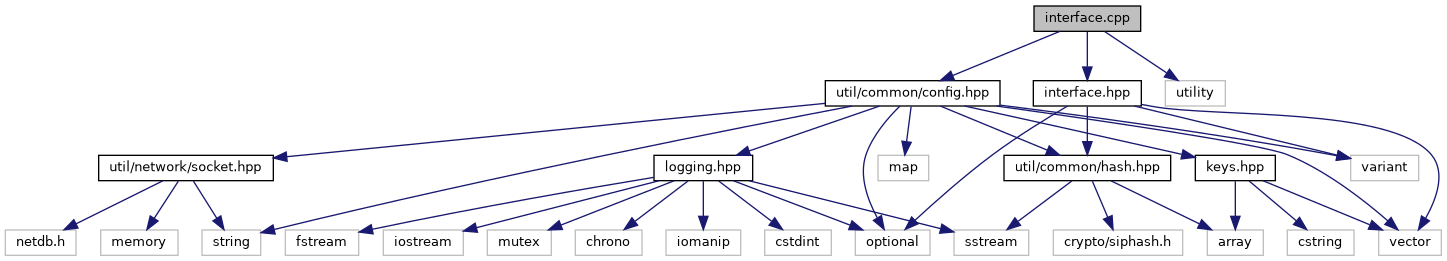 interface.cpp
util/common/config.hpp
interface.hpp
utility
util/network/socket.hpp
logging.hpp
map
util/common/hash.hpp
keys.hpp
variant
netdb.h
memory
string
fstream
iostream
mutex
chrono
iomanip
cstdint
optional
sstream
crypto/siphash.h
array
cstring
vector